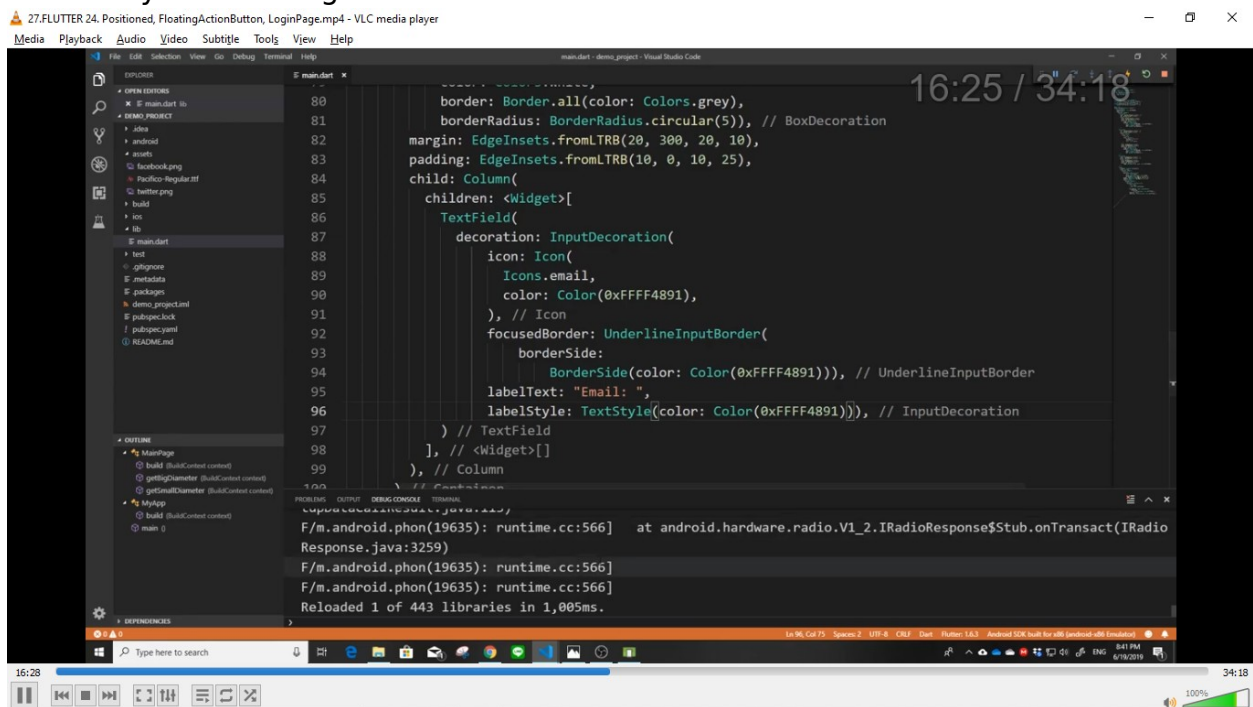 27.FLUTTER 24. Positioned, FloatingActionButton, LoginPage.mp4 - VLC media player
Media Playback Audio Video Subtitle Tools View Help
File Edit Selection View Go Debug Terminal Help
main.dart - demo_project - Visual Studio Code
EXPLORER
OPEN EDITORS
main.dart lib
DEMO_PROJECT
.idea
android
assets
facebook.png
Pacifico-Regular.ttf
twitter.png
build
ios
lib
main.dart
test
.gitignore
.metadata
.packages
demo_project.iml
pubspec.lock
pubspec.yaml
README.md
OUTLINE
MainPage
build (BuildContext context)
getBigDiameter (BuildContext context)
getSmallDiameter (BuildContext context)
MyApp
build (BuildContext context)
main ()
DEPENDENCIES
main.dart
16:25 / 34:18
80 border: Border.all(color: Colors.grey),
81 borderRadius: BorderRadius.circular(5)), // BoxDecoration
82 margin: EdgeInsets.fromLTRB(20, 300, 20, 10),
83 padding: EdgeInsets.fromLTRB(10, 0, 10, 25),
84 child: Column(
85 children: <Widget>[
86 TextField(
87 decoration: InputDecoration(
88 icon: Icon(
89 Icons.email,
90 color: Color(0xFFFF4891),
91 ), // Icon
92 focusedBorder: UnderlineInputBorder(
93 borderSide:
94 BorderSide(color: Color(0xFFFF4891))), // UnderlineInputBorder
95 labelText: "Email: ",
96 labelStyle: TextStyle(color: Color(0xFFFF4891))), // InputDecoration
97 ) // TextField
98 ], // <Widget>[]
99 ), // Column
PROBLEMS OUTPUT DEBUG CONSOLE TERMINAL
F/m.android.phon(19635): runtime.cc:566] at android.hardware.radio.V1_2.IRadioResponse$Stub.onTransact(IRadio
Response.java:3259)
F/m.android.phon(19635): runtime.cc:566]
F/m.android.phon(19635): runtime.cc:566]
Reloaded 1 of 443 libraries in 1,005ms.
0 0
Ln 96, Col 75 Spaces: 2 UTF-8 CRLF Dart Flutter: 1.6.3 Android SDK built for x86 (android-x86 Emulator)
Type here to search
ENG
8:41 PM
6/19/2019
16:28
34:18
100%